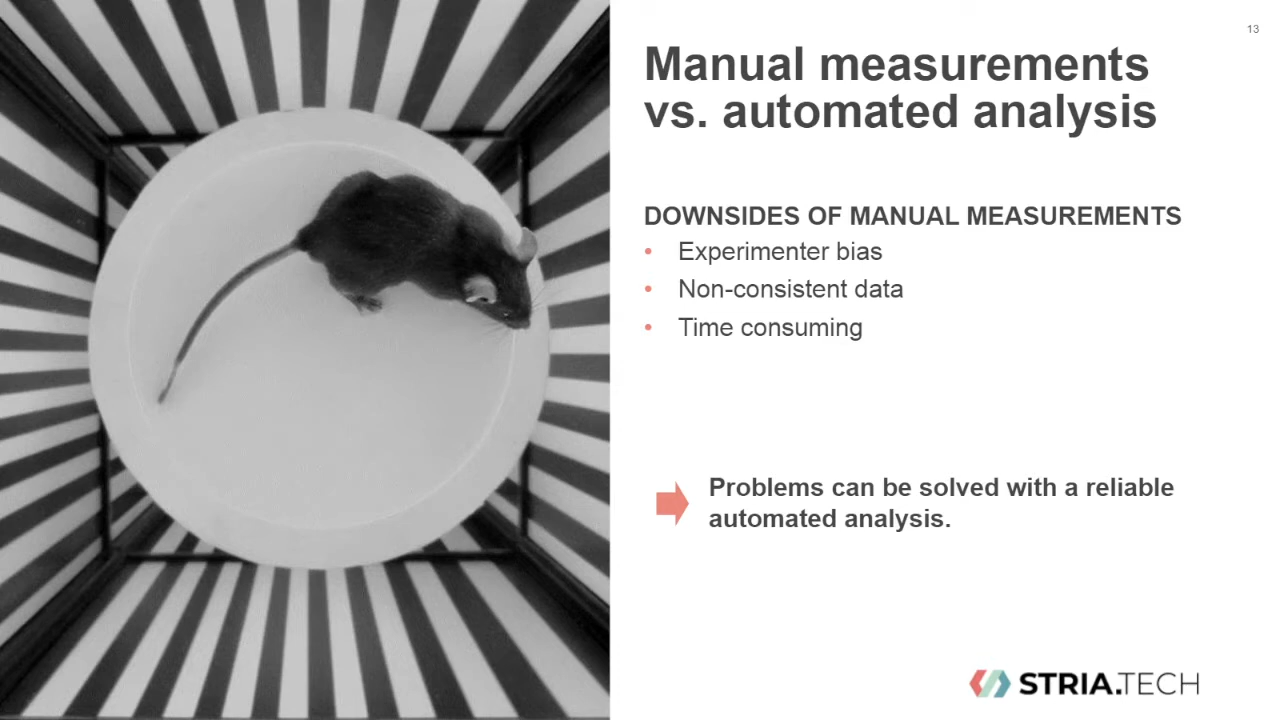 13
Manual measurements
vs. automated analysis
DOWNSIDES OF MANUAL MEASUREMENTS
• Experimenter bias
• Non-consistent data
• Time consuming
Problems can be solved with a reliable
automated analysis.
STRIA.TECH